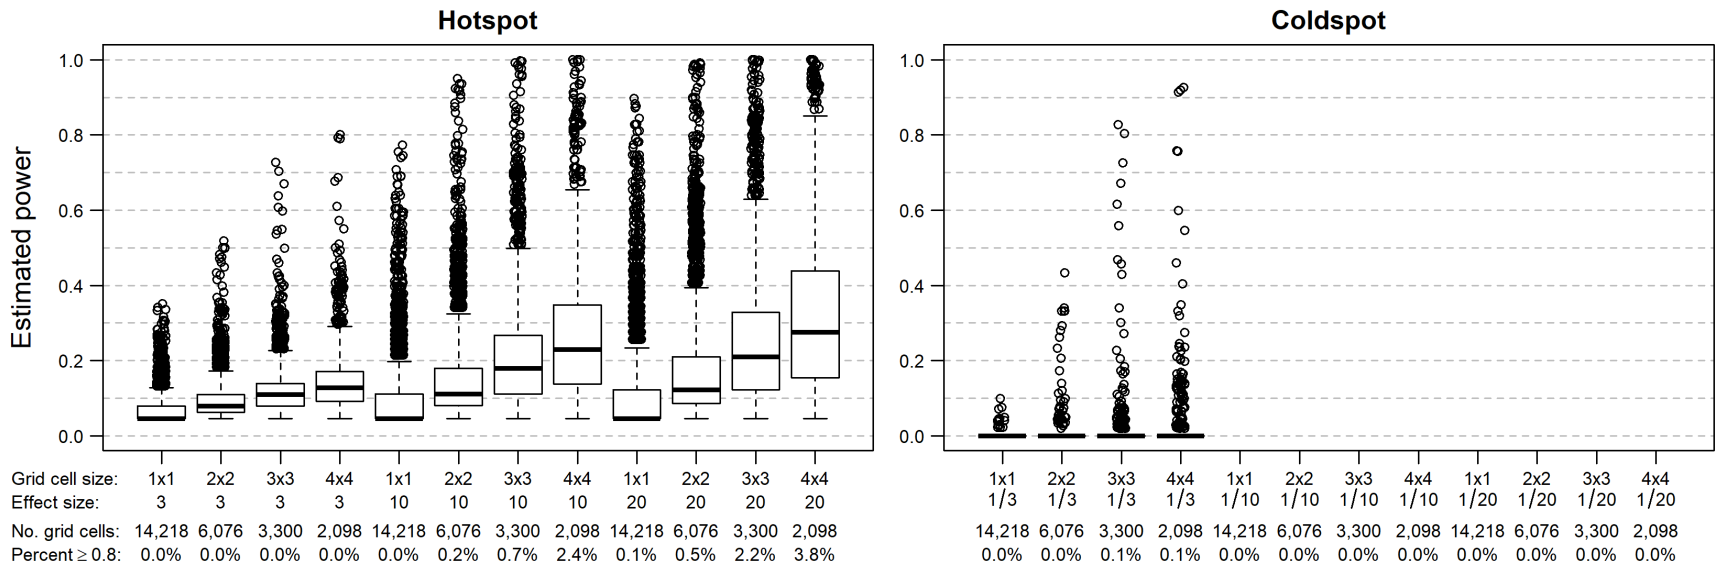 Hotspot
Coldspot
Estimated power
1.0
0.8
0.6
0.4
0.2
0.0
1.0
0.8
0.6
0.4
0.2
0.0
Grid cell size: 1x1 2x2 3x3 4x4 1x1 2x2 3x3 4x4 1x1 2x2 3x3 4x4 1x1 2x2 3x3 4x4 1x1 2x2 3x3 4x4 1x1 2x2 3x3 4x4
Effect size: 3 3 3 3 10 10 10 10 20 20 20 20 1/3 1/3 1/3 1/3 1/10 1/10 1/10 1/10 1/20 1/20 1/20 1/20
No. grid cells: 14,218 6,076 3,300 2,098 14,218 6,076 3,300 2,098 14,218 6,076 3,300 2,098 14,218 6,076 3,300 2,098 14,218 6,076 3,300 2,098 14,218 6,076 3,300 2,098
Percent ≥ 0.8: 0.0% 0.0% 0.0% 0.0% 0.0% 0.2% 0.7% 2.4% 0.1% 0.5% 2.2% 3.8% 0.0% 0.0% 0.1% 0.1% 0.0% 0.0% 0.0% 0.0% 0.0% 0.0% 0.0% 0.0%